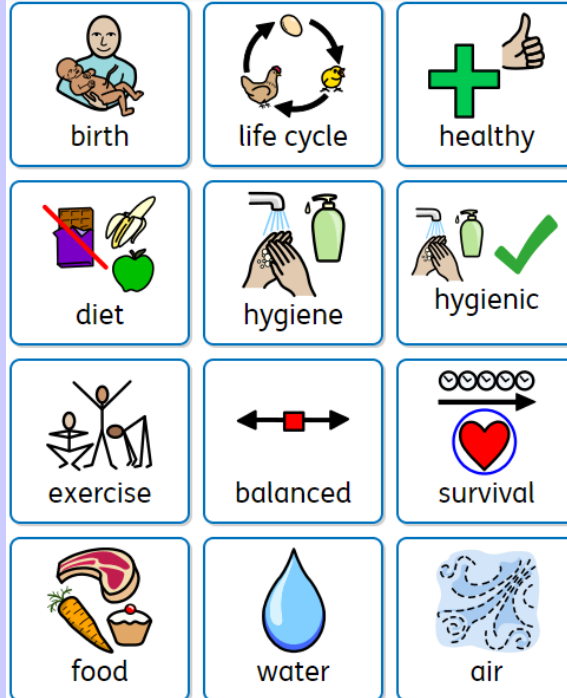 birth
life cycle
healthy
diet
hygiene
hygienic
exercise
balanced
survival
food
water
air